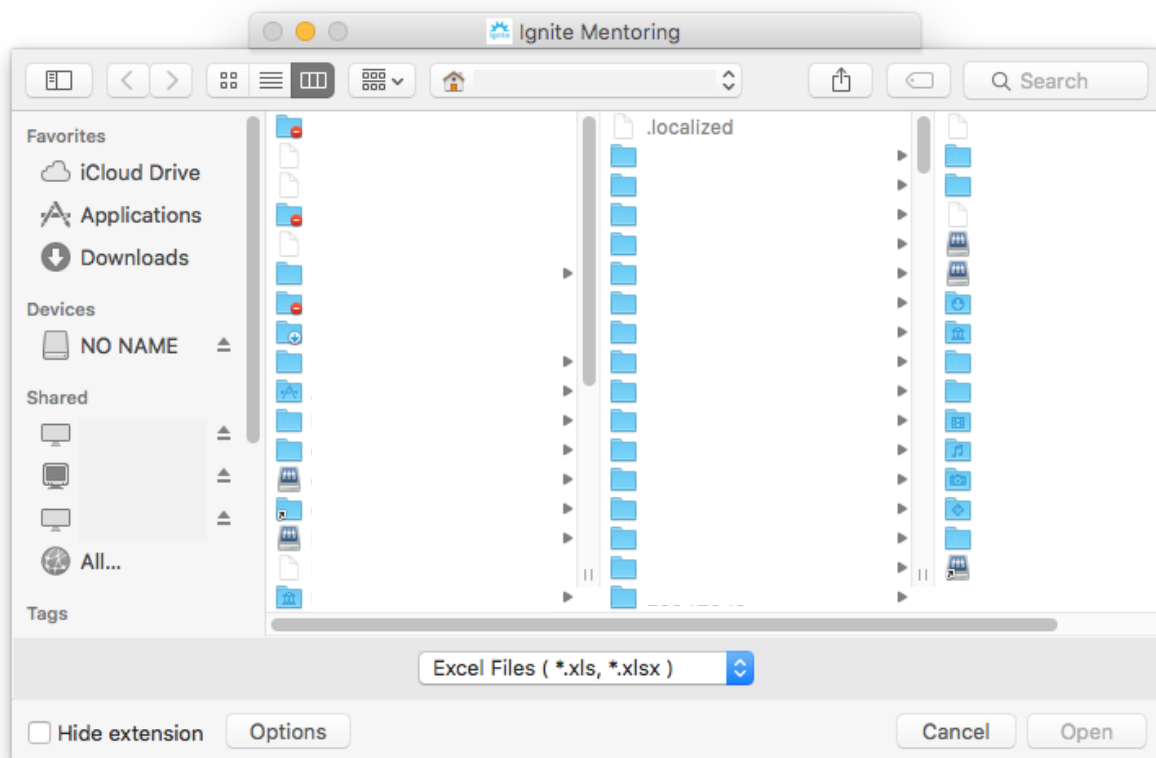 Ignite Mentoring
Search
Favorites
iCloud Drive
Applications
Downloads
Devices
NO NAME
Shared
All...
Tags
.localized
Excel Files ( *.xls, *.xlsx )
Hide extension
Options
Cancel
Open